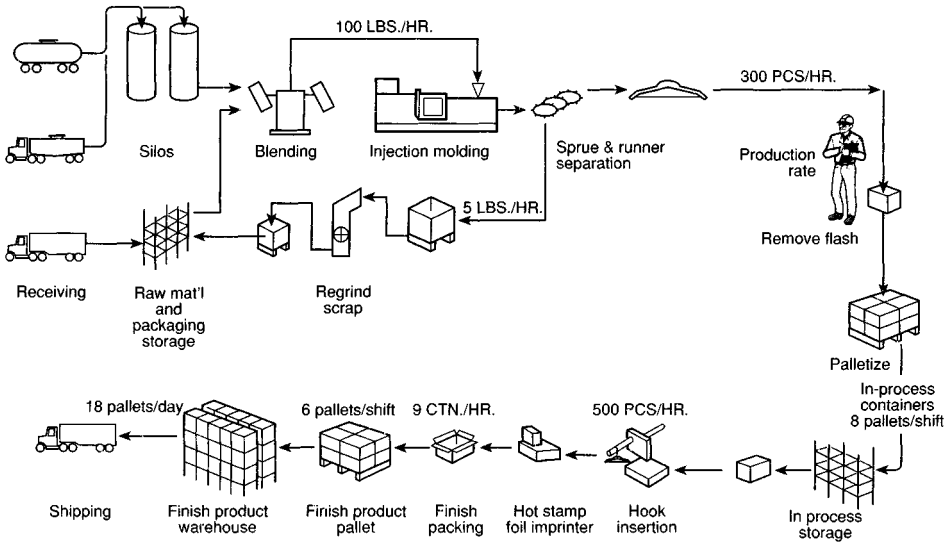 100 LBS./HR.
300 PCS/HR.
Silos
Blending
Injection molding
Sprue & runner
separation
Production
rate
Remove flash
5 LBS./HR.
Receiving
Raw mat'l
and
packaging
storage
Regrind
scrap
Palletize
In-process
containers
8 pallets/shift
18 pallets/day
6 pallets/shift
9 CTN./HR.
500 PCS/HR.
Shipping
Finish product
warehouse
Finish product
pallet
Finish
packing
Hot stamp
foil imprinter
Hook
insertion
In process
storage